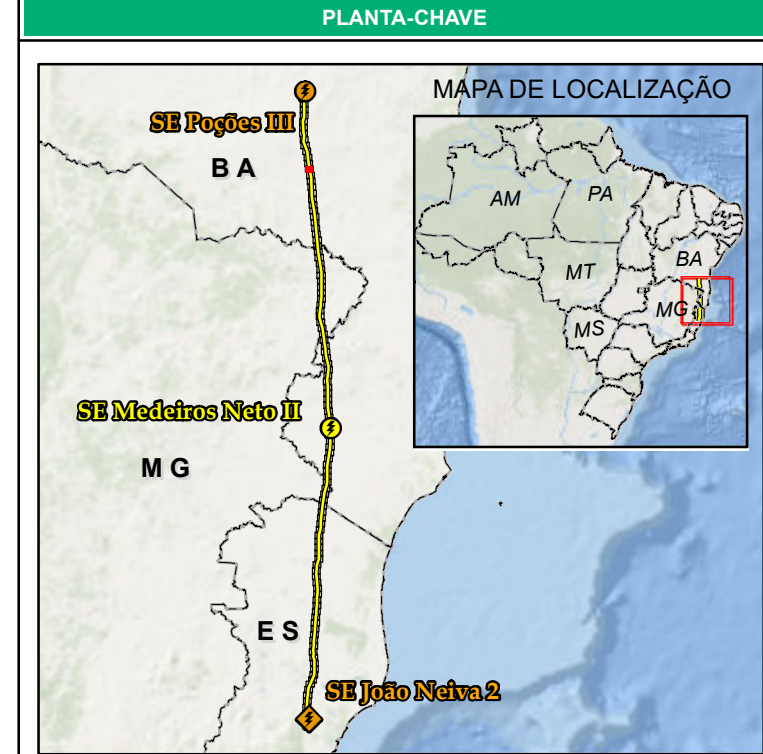 PLANTA-CHAVE
MAPA DE LOCALIZAÇÃO
SE Poções III
B A
AM
PA
BA
MT
MG
MS
SE Medeiros Neto II
M G
E S
SE João Neiva 2